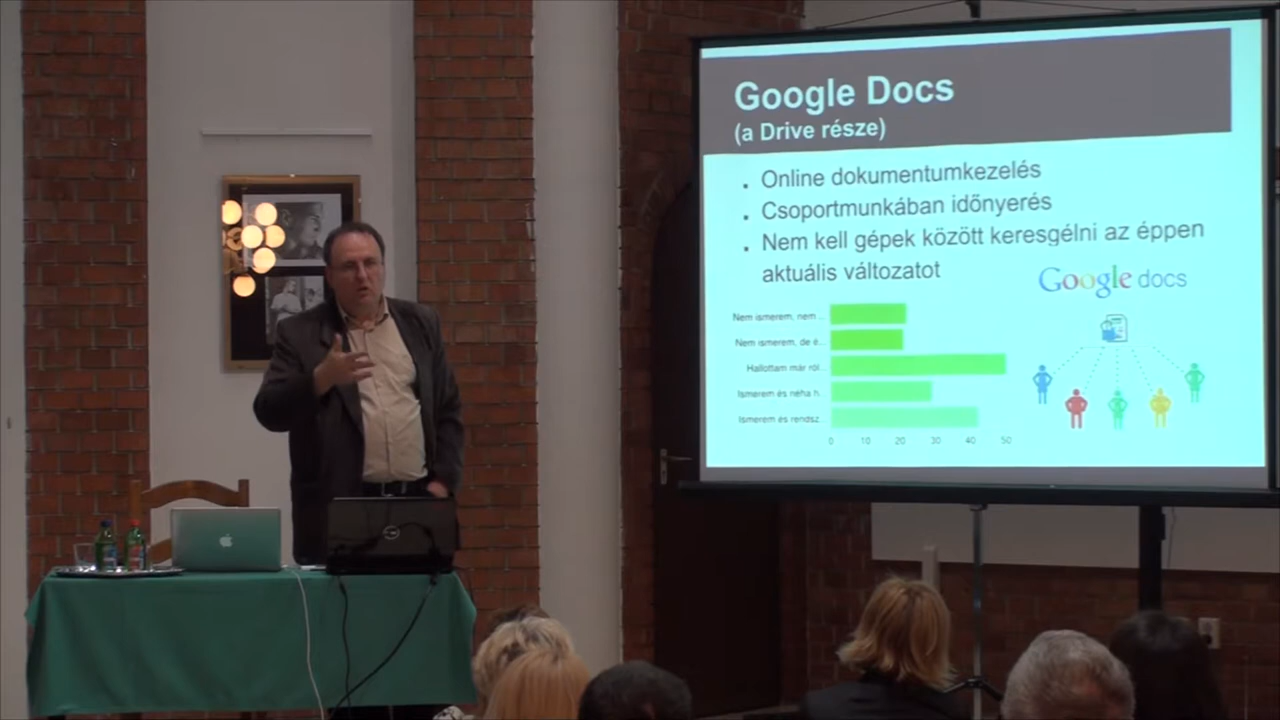 Google Docs
(a Drive része)
Online dokumentumkezelés
Csoportmunkában időnyerés
Nem kell gépek között keresgélni az éppen
aktuális változatot
Google docs
Nem ismerem, nem ...
Nem ismerem, de é...
Hallottam már ról...
Ismerem és néha h...
Ismerem és rendsz...
0 10 20 30 40 50
DELL